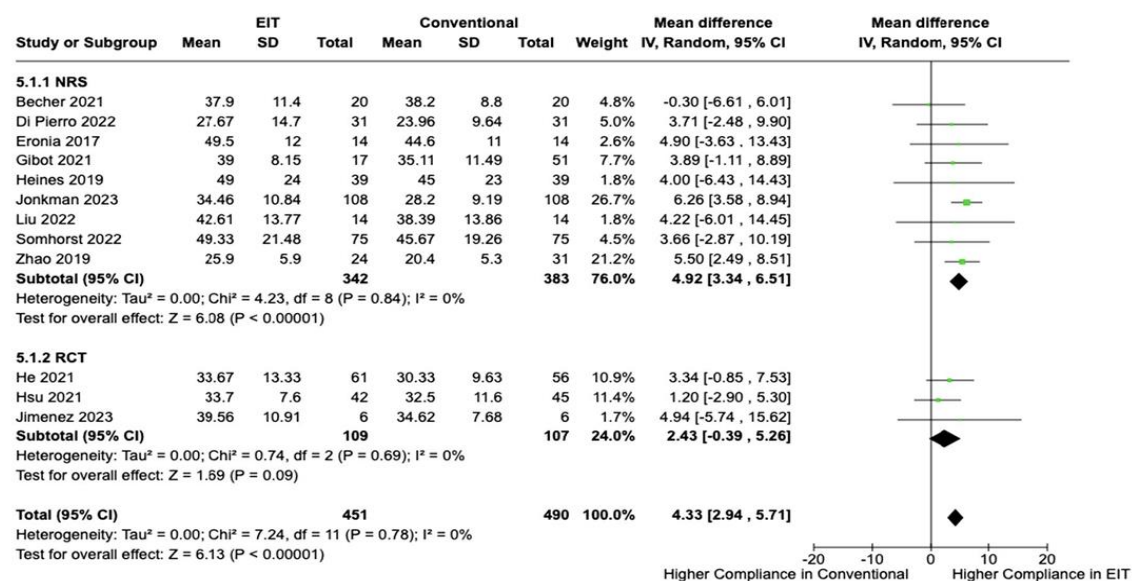 EIT Conventional Mean difference Mean difference
Study or Subgroup Mean SD Total Mean SD Total Weight IV, Random, 95% CI IV, Random, 95% CI
5.1.1 NRS
Becher 2021 37.9 11.4 20 38.2 8.8 20 4.8% -0.30 [-6.61 , 6.01]
Di Pierro 2022 27.67 14.7 31 23.96 9.64 31 5.0% 3.71 [-2.48 , 9.90]
Eronia 2017 49.5 12 14 44.6 11 14 2.6% 4.90 [-3.63 , 13.43]
Gibot 2021 39 8.15 17 35.11 11.49 51 7.7% 3.89 [-1.11 , 8.89]
Heines 2019 49 24 39 45 23 39 1.8% 4.00 [-6.43 , 14.43]
Jonkman 2023 34.46 10.84 108 28.2 9.19 108 26.7% 6.26 [3.58 , 8.94]
Liu 2022 42.61 13.77 14 38.39 13.86 14 1.8% 4.22 [-6.01 , 14.45]
Somhorst 2022 49.33 21.48 75 45.67 19.26 75 4.5% 3.66 [-2.87 , 10.19]
Zhao 2019 25.9 5.9 24 20.4 5.3 31 21.2% 5.50 [2.49 , 8.51]
Subtotal (95% CI) 342 383 76.0% 4.92 [3.34 , 6.51]
Heterogeneity: Tau² = 0.00; Chi² = 4.23, df = 8 (P = 0.84); I² = 0%
Test for overall effect: Z = 6.08 (P < 0.00001)
5.1.2 RCT
He 2021 33.67 13.33 61 30.33 9.63 56 10.9% 3.34 [-0.85 , 7.53]
Hsu 2021 33.7 7.6 42 32.5 11.6 45 11.4% 1.20 [-2.90 , 5.30]
Jimenez 2023 39.56 10.91 6 34.62 7.68 6 1.7% 4.94 [-5.74 , 15.62]
Subtotal (95% CI) 109 107 24.0% 2.43 [-0.39 , 5.26]
Heterogeneity: Tau² = 0.00; Chi² = 0.74, df = 2 (P = 0.69); I² = 0%
Test for overall effect: Z = 1.69 (P = 0.09)
Total (95% CI) 451 490 100.0% 4.33 [2.94 , 5.71]
Heterogeneity: Tau² = 0.00; Chi² = 7.24, df = 11 (P = 0.78); I² = 0%
Test for overall effect: Z = 6.13 (P < 0.00001)
-20 -10 0 10 20
Higher Compliance in Conventional Higher Compliance in EIT